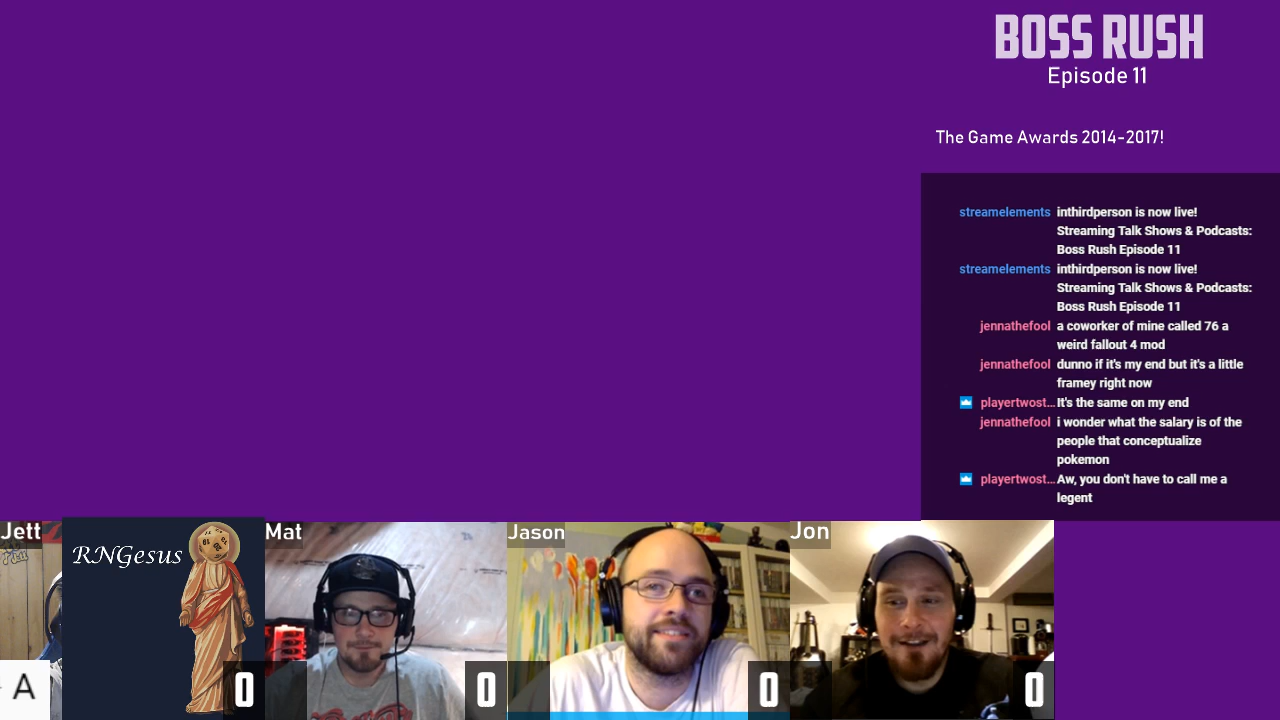 BOSS RUSH
Episode 11
The Game Awards 2014-2017!
streamelements inthirdperson is now live!
Streaming Talk Shows & Podcasts:
Boss Rush Episode 11
streamelements inthirdperson is now live!
Streaming Talk Shows & Podcasts:
Boss Rush Episode 11
jennathefool a coworker of mine called 76 a
weird fallout 4 mod
jennathefool dunno if it's my end but it's a little
framey right now
playertwost... It's the same on my end
jennathefool i wonder what the salary is of the
people that conceptualize
pokemon
playertwost... Aw, you don't have to call me a
legent
Jett
RNGesus
Mat
Jason
Jon
A
0
0
0
0